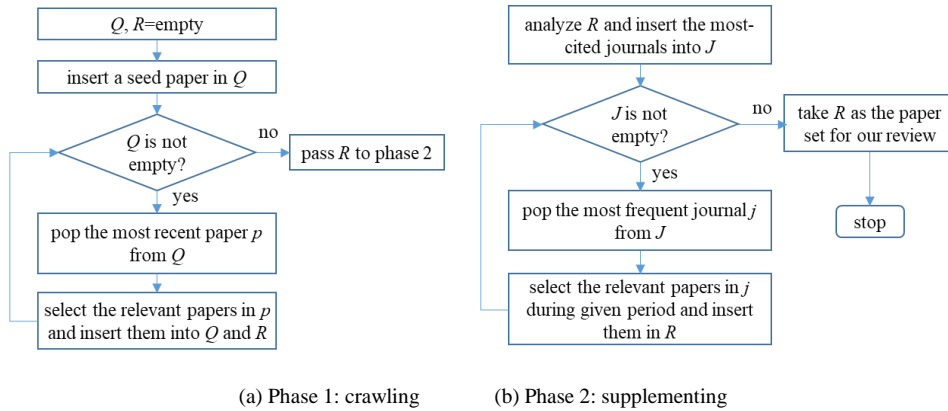 Q, R=empty
insert a seed paper in Q
Q is not
empty?
no
pass R to phase 2
yes
pop the most recent paper p
from Q
select the relevant papers in p
and insert them into Q and R
(a) Phase 1: crawling
analyze R and insert the most-
cited journals into J
J is not
empty?
no
take R as the paper
set for our review
stop
yes
pop the most frequent journal j
from J
select the relevant papers in j
during given period and insert
them in R
(b) Phase 2: supplementing